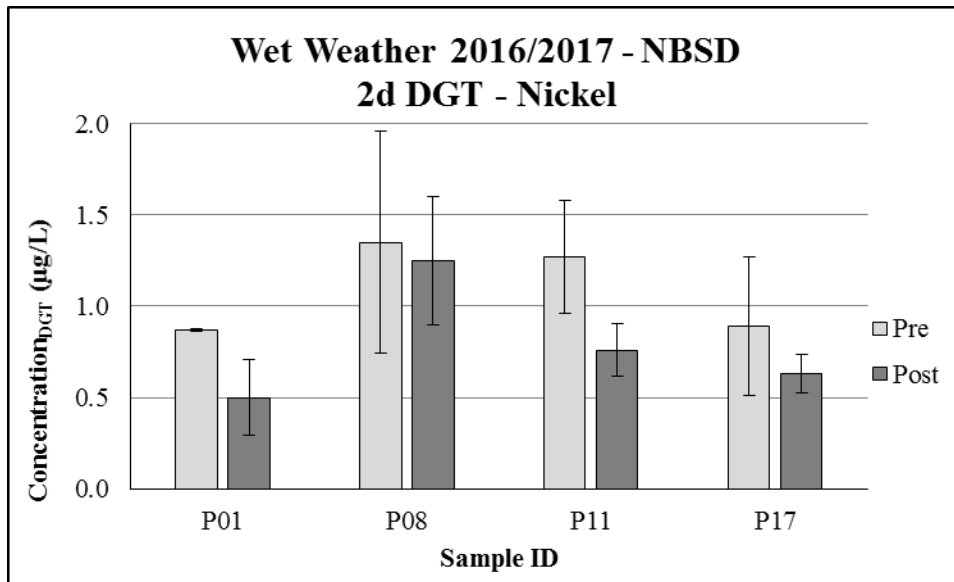 Wet Weather 2016/2017 - NBSD
2d DGT - Nickel
2.0
1.5
1.0
0.5
0.0
Concentration_DGT (µg/L)
P01 P08 P11 P17
Sample ID
Pre
Post